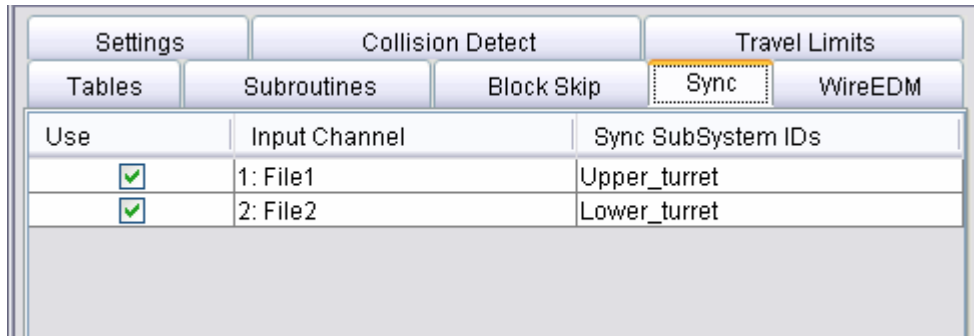 Settings Collision Detect Travel Limits
Tables Subroutines Block Skip Sync WireEDM
Use Input Channel Sync SubSystem IDs
1: File1 Upper_turret
2: File2 Lower_turret